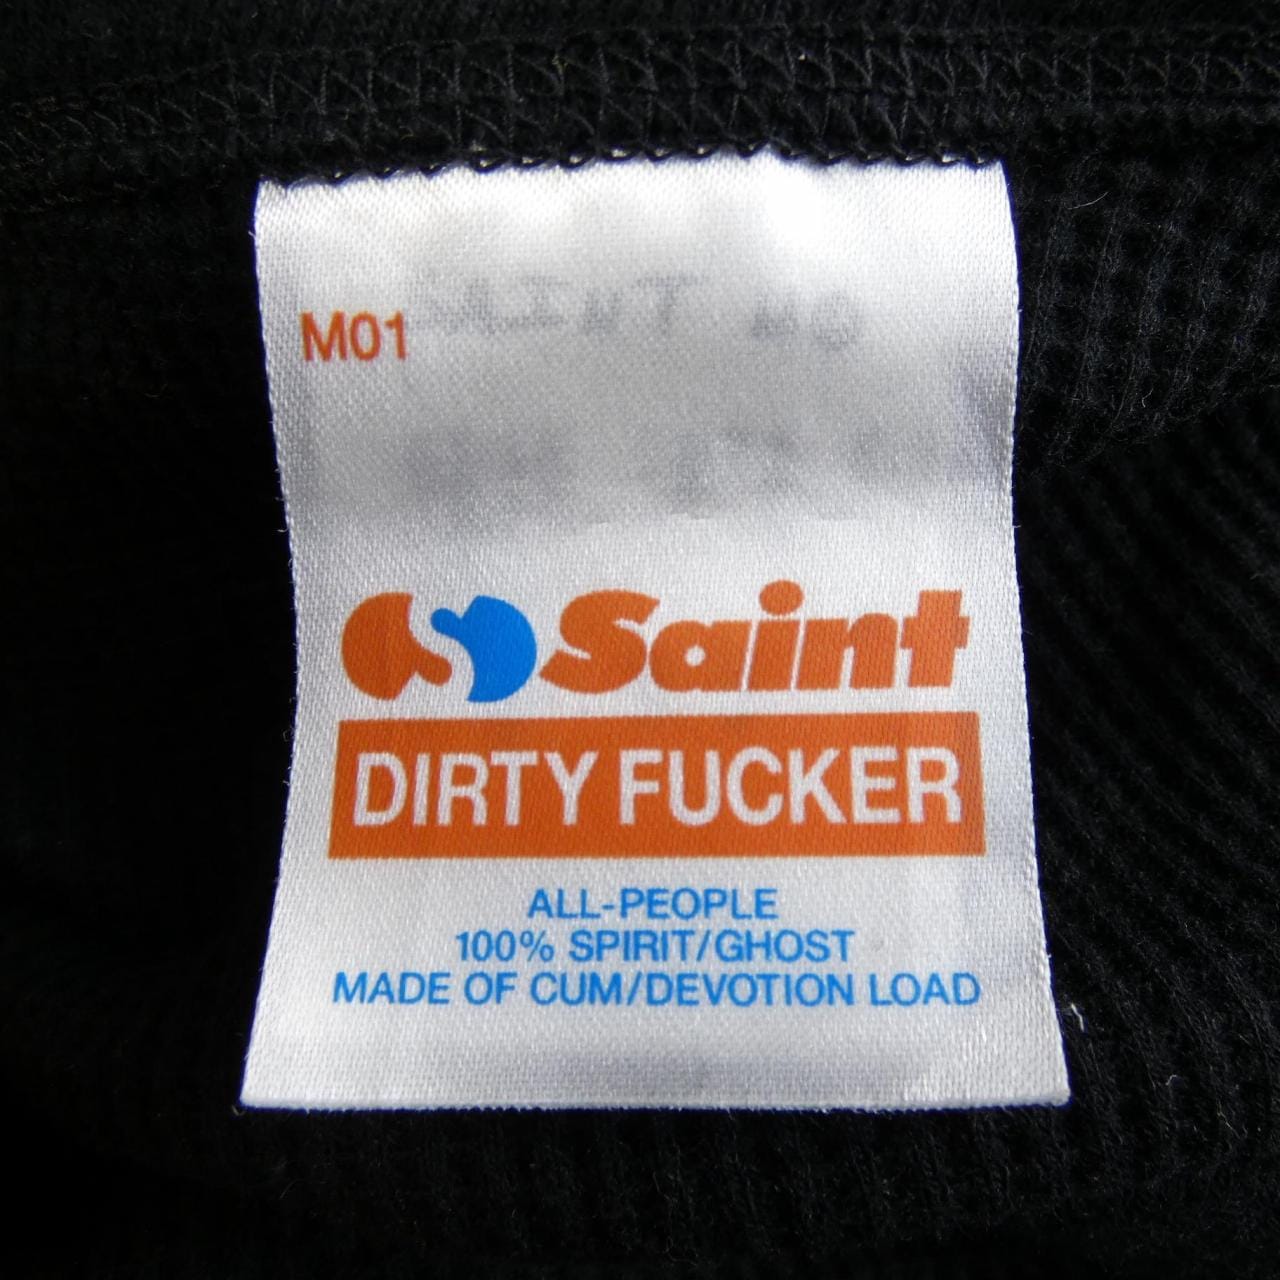 M01
Saint
DIRTY FUCKER
ALL-PEOPLE
100% SPIRIT/GHOST
MADE OF CUM/DEVOTION LOAD